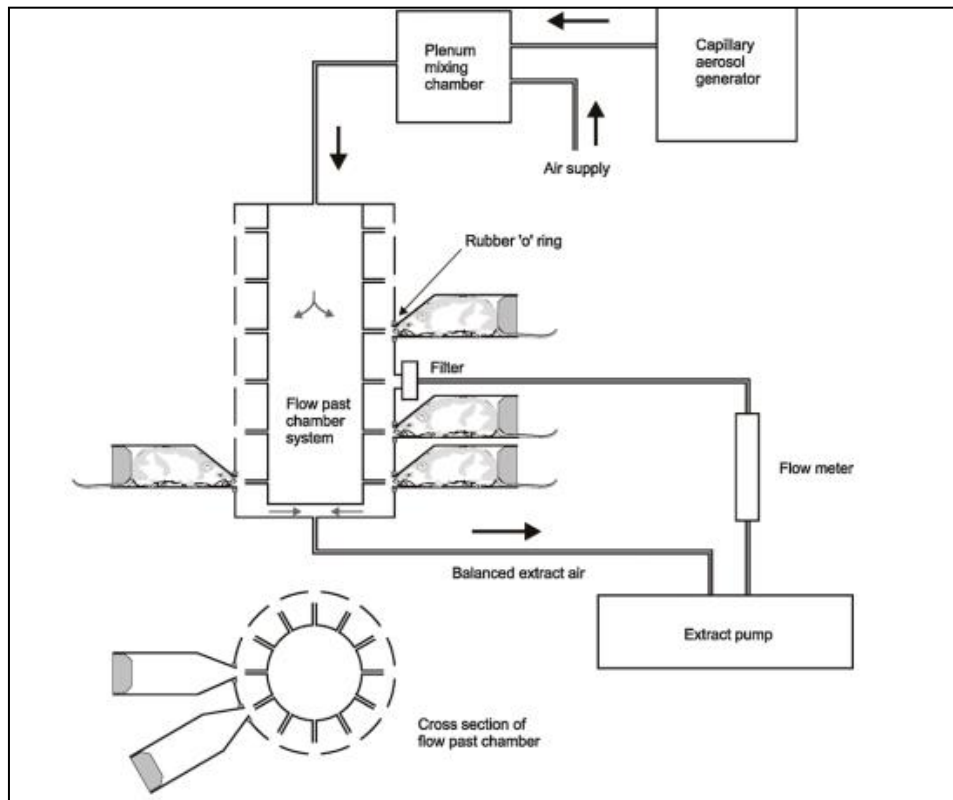 Plenum
mixing
chamber
Capillary
aerosol
generator
Air supply
Rubber 'o' ring
Filter
Flow past
chamber
system
Flow meter
Balanced extract air
Extract pump
Cross section of
flow past chamber